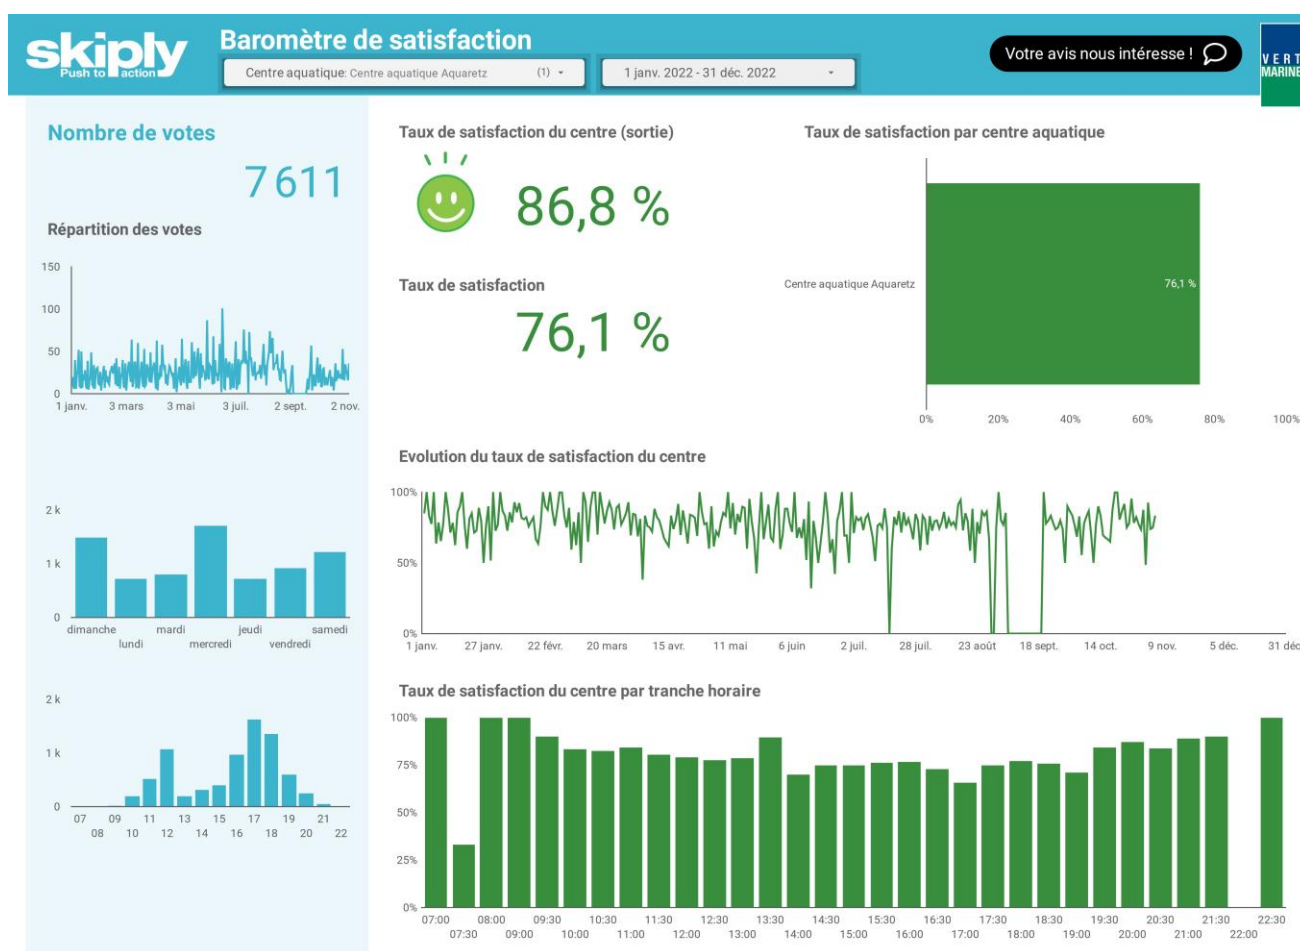 skiply
Push to action
Baromètre de satisfaction
Centre aquatique: Centre aquatique Aquaretz (1)
1 janv. 2022 - 31 déc. 2022
Votre avis nous intéresse !
VERT
MARINE
Nombre de votes
7 611
Répartition des votes
150
100
50
0
1 janv. 3 mars 3 mai 3 juil. 2 sept. 2 nov.
2 k
1 k
0
dimanche mardi jeudi samedi
lundi mercredi vendredi
2 k
1 k
0
07 09 11 13 15 17 19 21
08 10 12 14 16 18 20 22
Taux de satisfaction du centre (sortie)
86,8 %
Taux de satisfaction
76,1 %
Taux de satisfaction par centre aquatique
Centre aquatique Aquaretz
76,1 %
0% 20% 40% 60% 80% 100%
Evolution du taux de satisfaction du centre
100%
50%
0%
1 janv. 27 janv. 22 févr. 20 mars 15 avr. 11 mai 6 juin 2 juil. 28 juil. 23 août 18 sept. 14 oct. 9 nov. 5 déc. 31 déc
Taux de satisfaction du centre par tranche horaire
100%
75%
50%
25%
0%
07:00 08:00 09:30 10:30 11:30 12:30 13:30 14:30 15:30 16:30 17:30 18:30 19:30 20:30 21:30 22:30
07:30 09:00 10:00 11:00 12:00 13:00 14:00 15:00 16:00 17:00 18:00 19:00 20:00 21:00 22:00